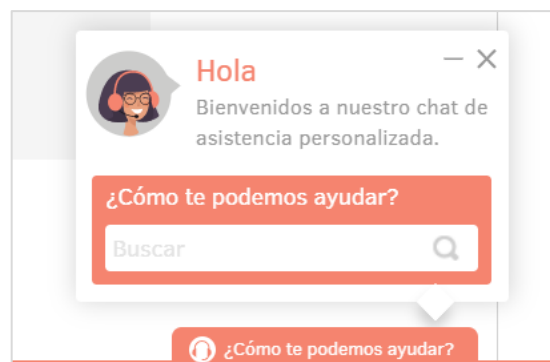 Hola
Bienvenidos a nuestro chat de
asistencia personalizada.
¿Cómo te podemos ayudar?
Buscar
¿Cómo te podemos ayudar?